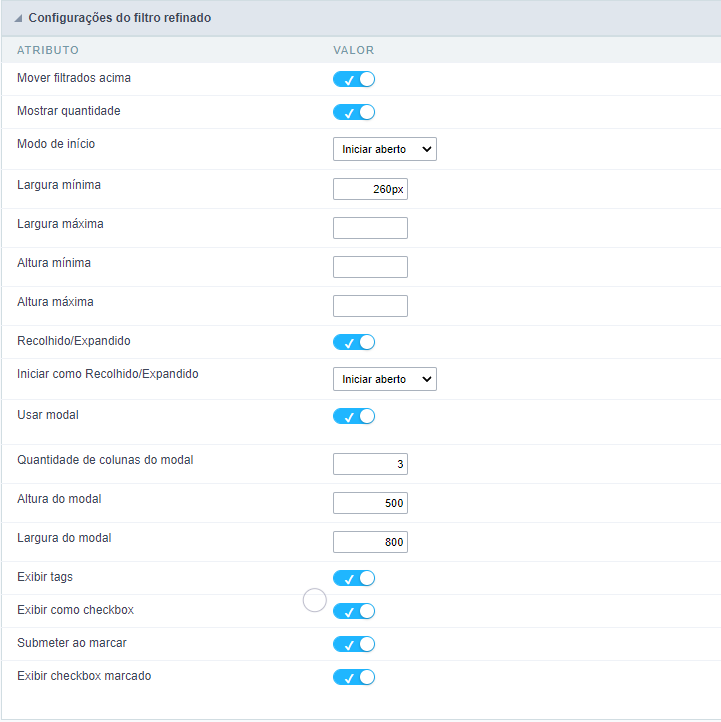 Configurações do filtro refinado
ATRIBUTO VALOR
Mover filtrados acima
Mostrar quantidade
Modo de início Iniciar aberto
Largura mínima 260px
Largura máxima
Altura mínima
Altura máxima
Recolhido/Expandido
Iniciar como Recolhido/Expandido Iniciar aberto
Usar modal
Quantidade de colunas do modal 3
Altura do modal 500
Largura do modal 800
Exibir tags
Exibir como checkbox
Submeter ao marcar
Exibir checkbox marcado